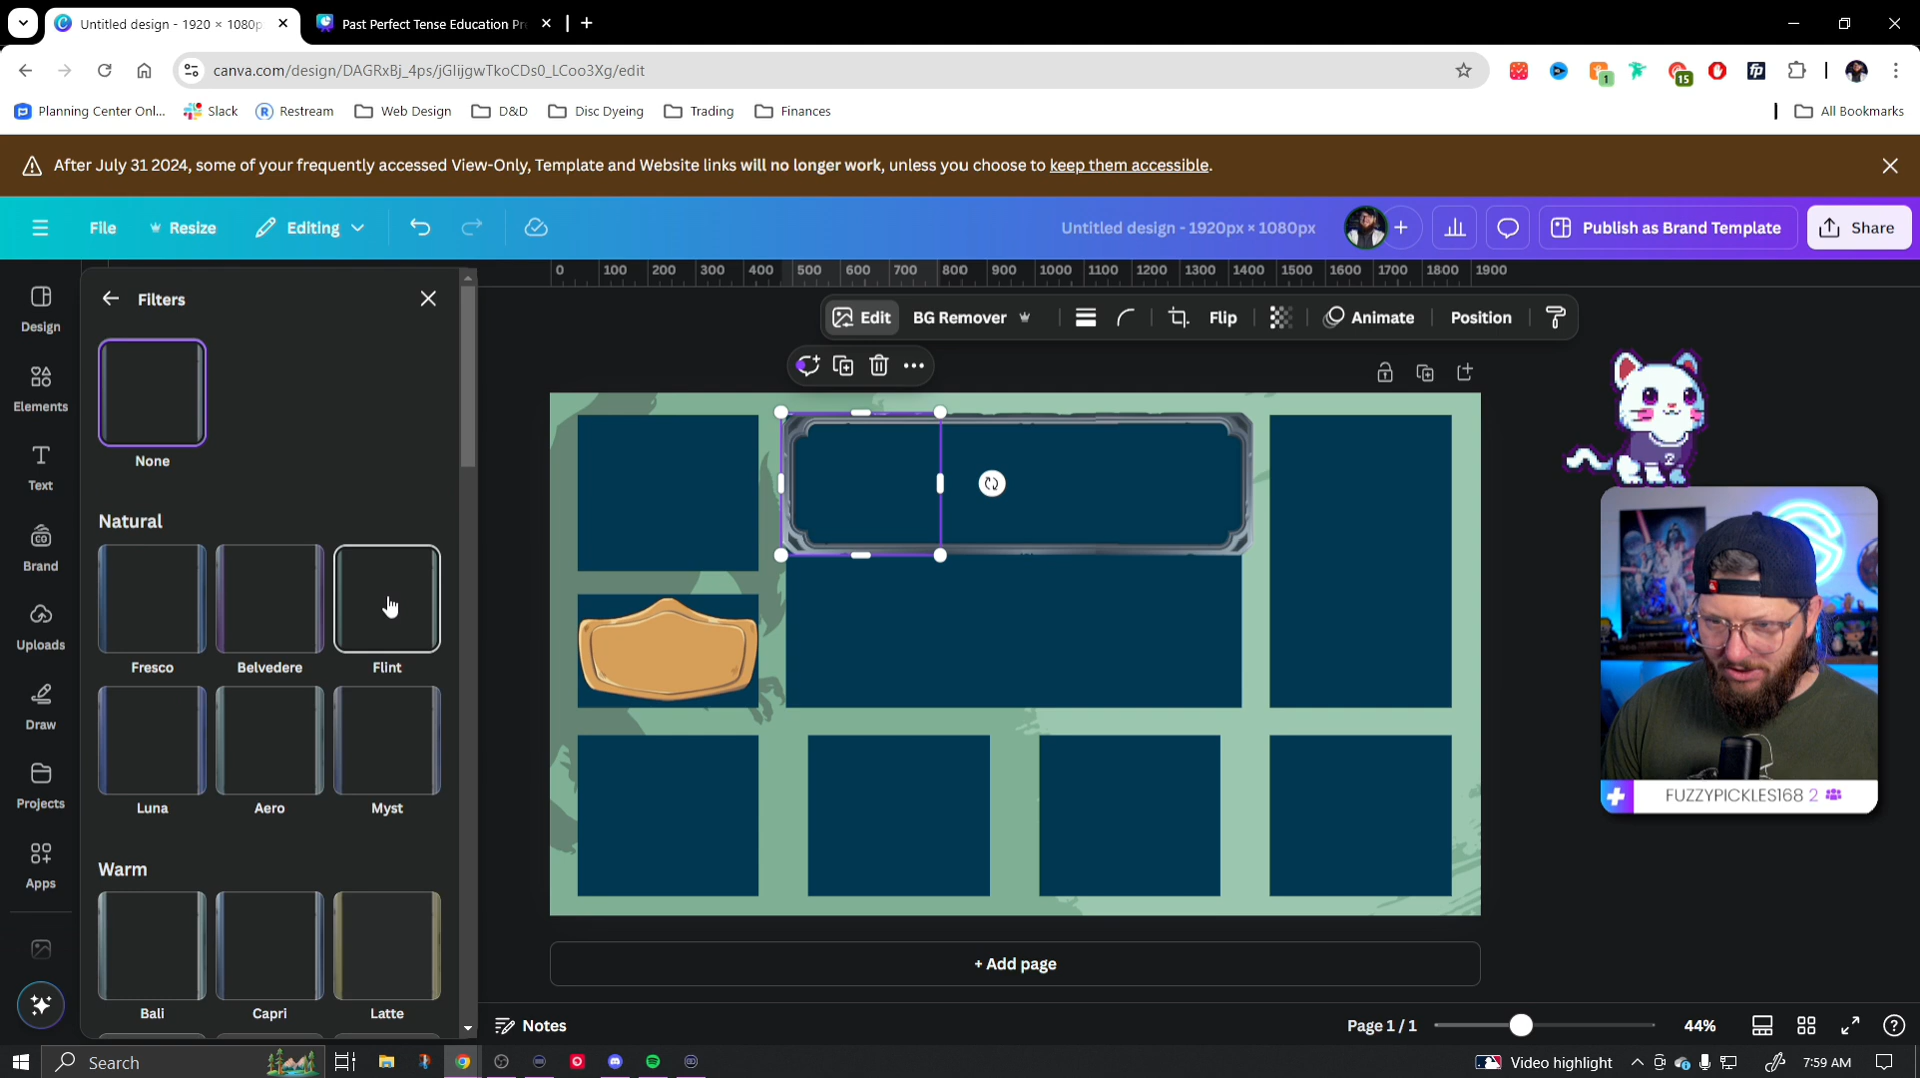 Untitled design - 1920 × 1080p
Past Perfect Tense Education Pr
canva.com/design/DAGRxBj_4ps/jGlijgwTkoCDs0_LCoo3Xg/edit
1
15
fp
Planning Center Onl...
Slack
Restream
Web Design
D&D
Disc Dyeing
Trading
Finances
All Bookmarks
After July 31 2024, some of your frequently accessed View-Only, Template and Website links will no longer work, unless you choose to keep them accessible.
File
Resize
Editing
Untitled design - 1920px × 1080px
Publish as Brand Template
Share
0 100 200 300 400 500 600 700 800 900 1000 1100 1200 1300 1400 1500 1600 1700 1800 1900
Design
Elements
Text
Brand
Uploads
Draw
Projects
Apps
Filters
None
Natural
Fresco
Belvedere
Flint
Luna
Aero
Myst
Warm
Bali
Capri
Latte
Edit
BG Remover
Flip
Animate
Position
FUZZYPICKLES168 2
+ Add page
Notes
Page 1 / 1
44%
Search
Video highlight
7:59 AM